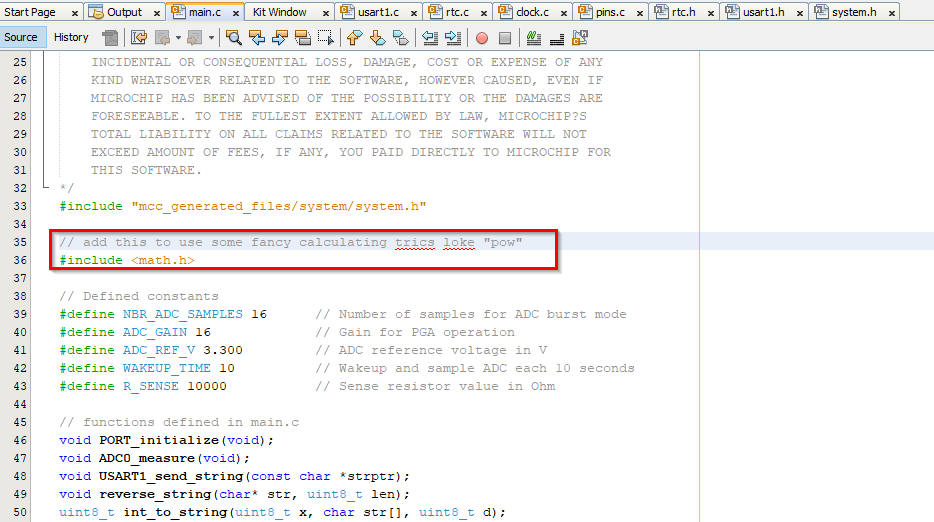 Start Page × Output × main.c × Kit Window × usart1.c × rtc.c × clock.c × pins.c × rtc.h × usart1.h × system.h ×
Source History
25 INCIDENTAL OR CONSEQUENTIAL LOSS, DAMAGE, COST OR EXPENSE OF ANY
26 KIND WHATSOEVER RELATED TO THE SOFTWARE, HOWEVER CAUSED, EVEN IF
27 MICROCHIP HAS BEEN ADVISED OF THE POSSIBILITY OR THE DAMAGES ARE
28 FORESEEABLE. TO THE FULLEST EXTENT ALLOWED BY LAW, MICROCHIP?S
29 TOTAL LIABILITY ON ALL CLAIMS RELATED TO THE SOFTWARE WILL NOT
30 EXCEED AMOUNT OF FEES, IF ANY, YOU PAID DIRECTLY TO MICROCHIP FOR
31 THIS SOFTWARE.
32 */
33 #include "mcc_generated_files/system/system.h"
34
35 // add this to use some fancy calculating trics loke "pow"
36 #include <math.h>
37
38 // Defined constants
39 #define NBR_ADC_SAMPLES 16 // Number of samples for ADC burst mode
40 #define ADC_GAIN 16 // Gain for PGA operation
41 #define ADC_REF_V 3.300 // ADC reference voltage in V
42 #define WAKEUP_TIME 10 // Wakeup and sample ADC each 10 seconds
43 #define R_SENSE 10000 // Sense resistor value in Ohm
44
45 // functions defined in main.c
46 void PORT_initialize(void);
47 void ADC0_measure(void);
48 void USART1_send_string(const char *strptr);
49 void reverse_string(char* str, uint8_t len);
50 uint8_t int_to_string(uint8_t x, char str[], uint8_t d);